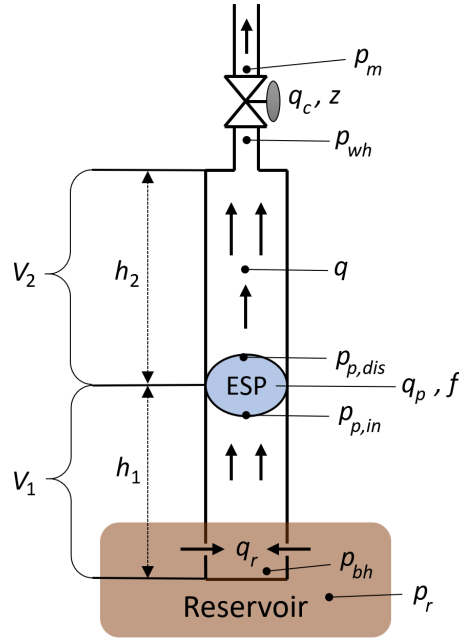 p_m
q_c , z
p_wh
h_2
V_2
q
p_p,dis
ESP
q_p , f
p_p,in
h_1
V_1
q_r
p_bh
p_r
Reservoir